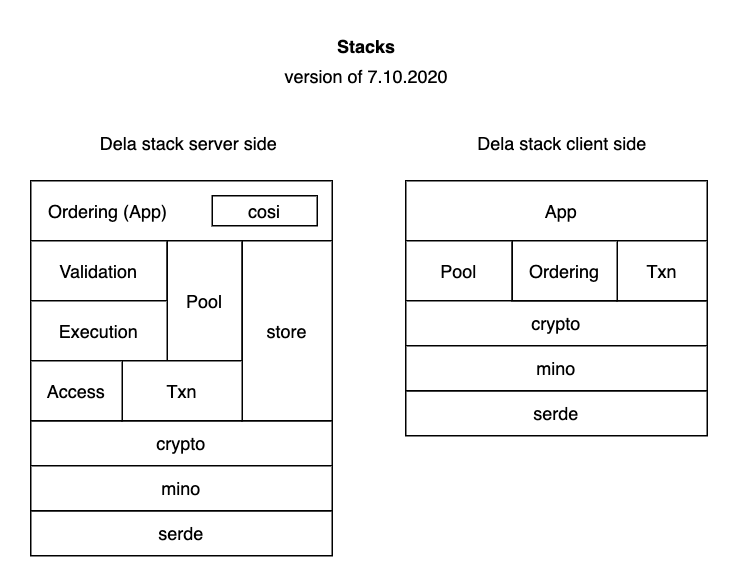 Stacks
version of 7.10.2020
Dela stack server side
Ordering (App)
cosi
Validation
Pool
store
Execution
Access
Txn
crypto
mino
serde
Dela stack client side
App
Pool
Ordering
Txn
crypto
mino
serde